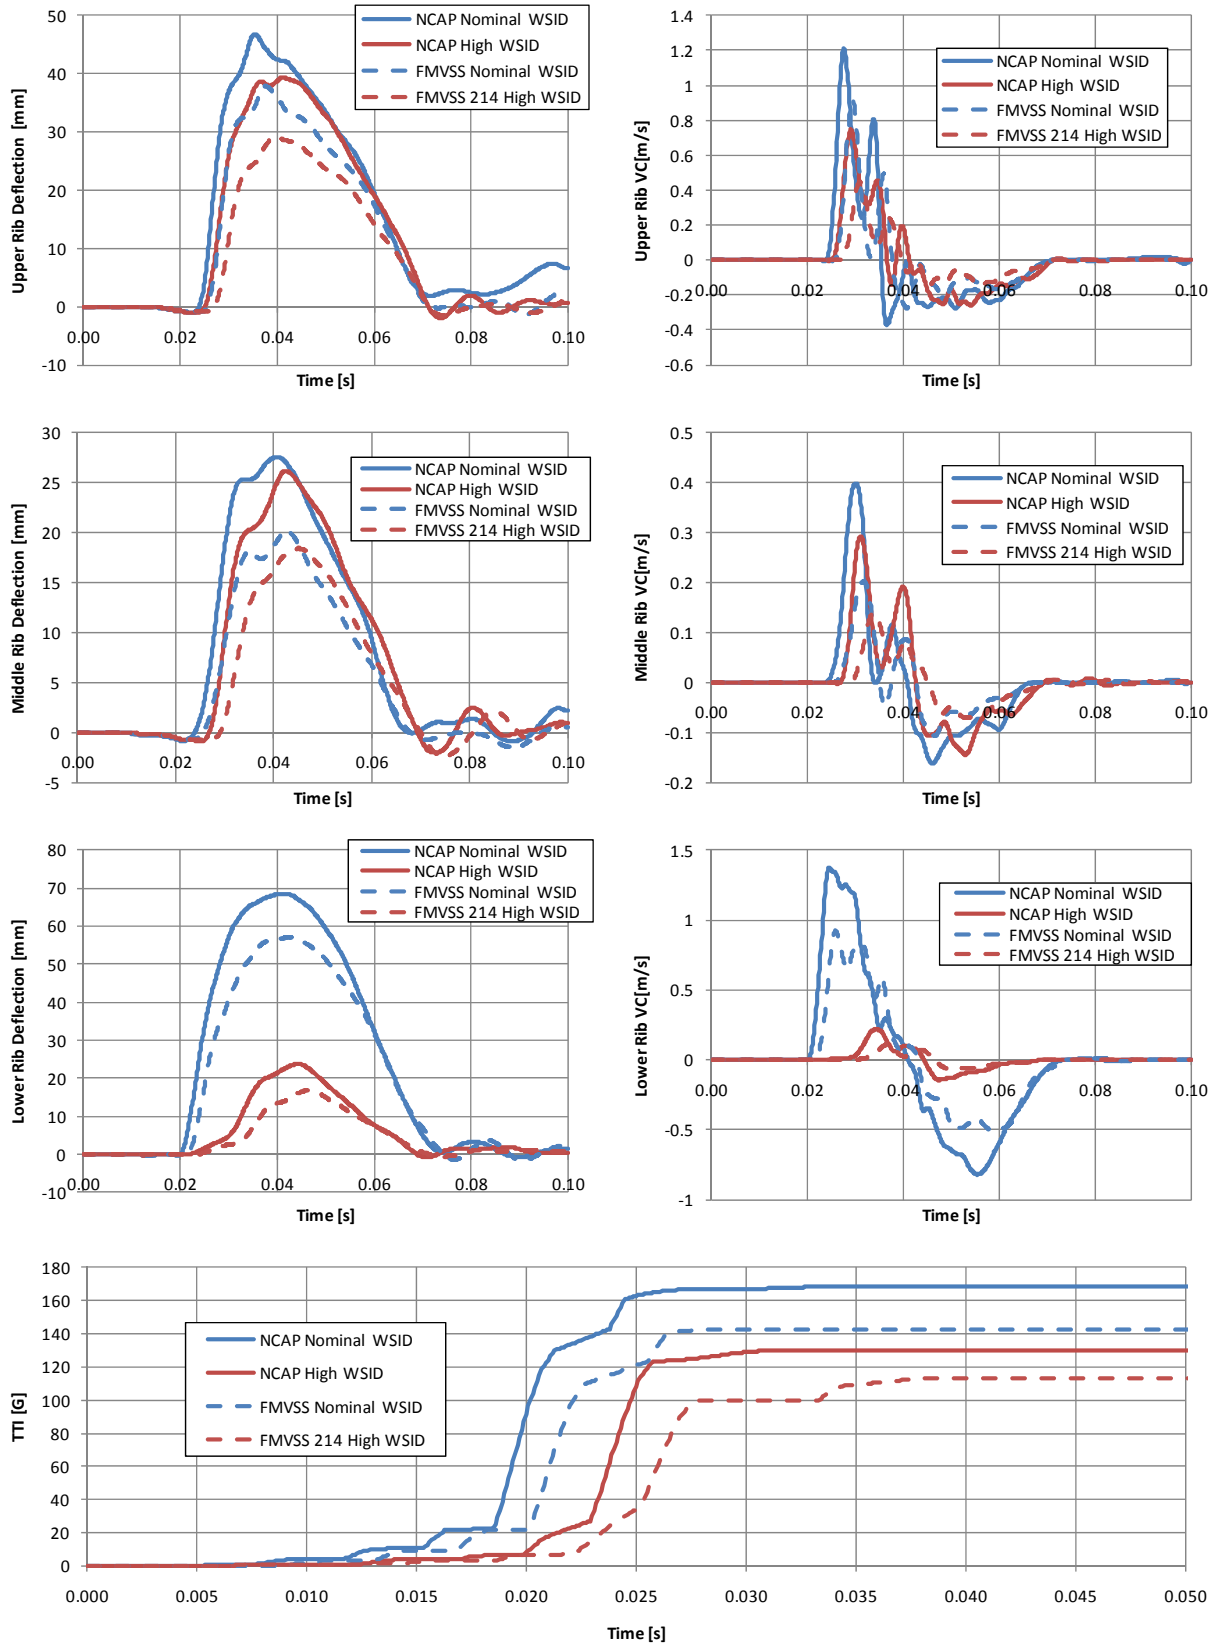 50
40
30
20
10
0
-10
0.00 0.02 0.04 0.06 0.08 0.10
Upper Rib Deflection [mm]
Time [s]
NCAP Nominal WSID
NCAP High WSID
FMVSS Nominal WSID
FMVSS 214 High WSID
1.4
1.2
1
0.8
0.6
0.4
0.2
0
-0.2
-0.4
-0.6
0.00 0.02 0.04 0.06 0.08 0.10
Upper Rib VC[m/s]
Time [s]
NCAP Nominal WSID
NCAP High WSID
FMVSS Nominal WSID
FMVSS 214 High WSID
30
25
20
15
10
5
0
-5
0.00 0.02 0.04 0.06 0.08 0.10
Middle Rib Deflection [mm]
Time [s]
NCAP Nominal WSID
NCAP High WSID
FMVSS Nominal WSID
FMVSS 214 High WSID
0.5
0.4
0.3
0.2
0.1
0
-0.1
-0.2
0.00 0.02 0.04 0.06 0.08 0.10
Middle Rib VC[m/s]
Time [s]
NCAP Nominal WSID
NCAP High WSID
FMVSS Nominal WSID
FMVSS 214 High WSID
80
70
60
50
40
30
20
10
0
-10
0.00 0.02 0.04 0.06 0.08 0.10
Lower Rib Deflection [mm]
Time [s]
NCAP Nominal WSID
NCAP High WSID
FMVSS Nominal WSID
FMVSS 214 High WSID
1.5
1
0.5
0
-0.5
-1
0.00 0.02 0.04 0.06 0.08 0.10
Lower Rib VC[m/s]
Time [s]
NCAP Nominal WSID
NCAP High WSID
FMVSS Nominal WSID
FMVSS 214 High WSID
180
160
140
120
100
80
60
40
20
0
0.000 0.005 0.010 0.015 0.020 0.025 0.030 0.035 0.040 0.045 0.050
TTI [G]
Time [s]
NCAP Nominal WSID
NCAP High WSID
FMVSS Nominal WSID
FMVSS 214 High WSID